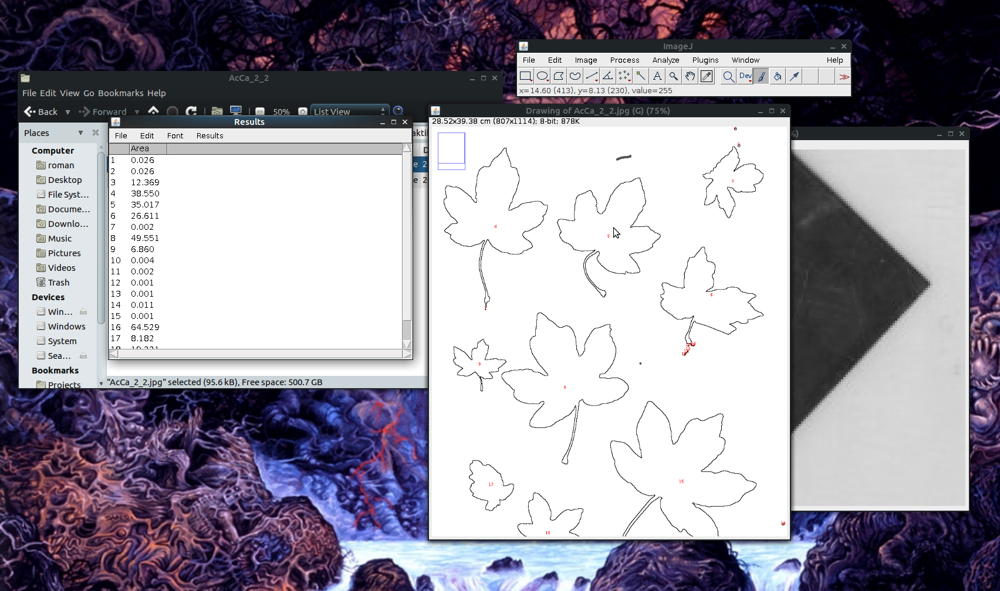 ImageJ
File Edit Image Process Analyze Plugins Window Help
Dev
x=14.60 (413), y=8.13 (230), value=255
AcCa_2_2
File Edit View Go Bookmarks Help
Back Forward 50% List View
Places
Computer
roman
Desktop
File Syst...
Docume...
Downlo...
Music
Pictures
Videos
Trash
Devices
Win...
Windows
System
Sea...
Bookmarks
Projects
"AcCa_2_2.jpg" selected (95.6 kB), Free space: 500.7 GB
Results
File Edit Font Results
Area
1 0.026
2 0.026
3 12.369
4 38.550
5 35.017
6 26.611
7 0.002
8 49.551
9 6.860
10 0.004
11 0.002
12 0.001
13 0.001
14 0.011
15 0.001
16 64.529
17 8.182
Drawing of AcCa_2_2.jpg (G) (75%)
28.52x39.38 cm (807x1114); 8-bit; 878K
3
4
5
6
9
8
16
17
18
%)